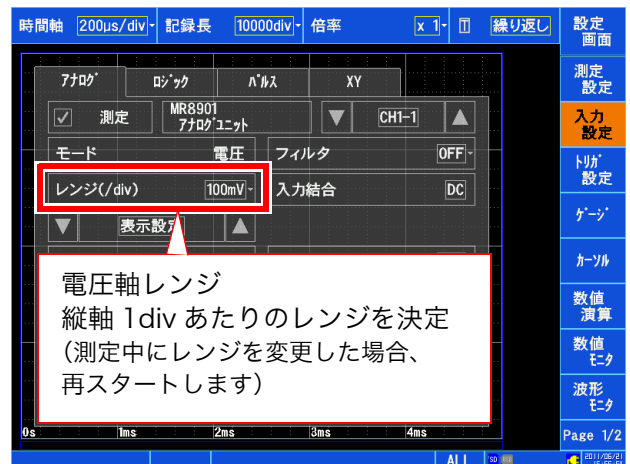 時間軸 200μs/div 記録長 10000div 倍率 x 1 T 繰り返し
設定
画面
測定
設定
入力
設定
トリガ
設定
ゲージ
カーソル
数値
演算
数値
モニタ
波形
モニタ
Page 1/2
アナログ ロジック パルス XY
✓ 測定 MR8901
アナログユニット ▼ CH1-1 ▲
モード 電圧 フィルタ OFF
レンジ(/div) 100mV 入力結合 DC
▼ 表示設定 ▲
電圧軸レンジ
縦軸 1div あたりのレンジを決定
(測定中にレンジを変更した場合、
再スタートします)
0s 1ms 2ms 3ms 4ms
ALL SD